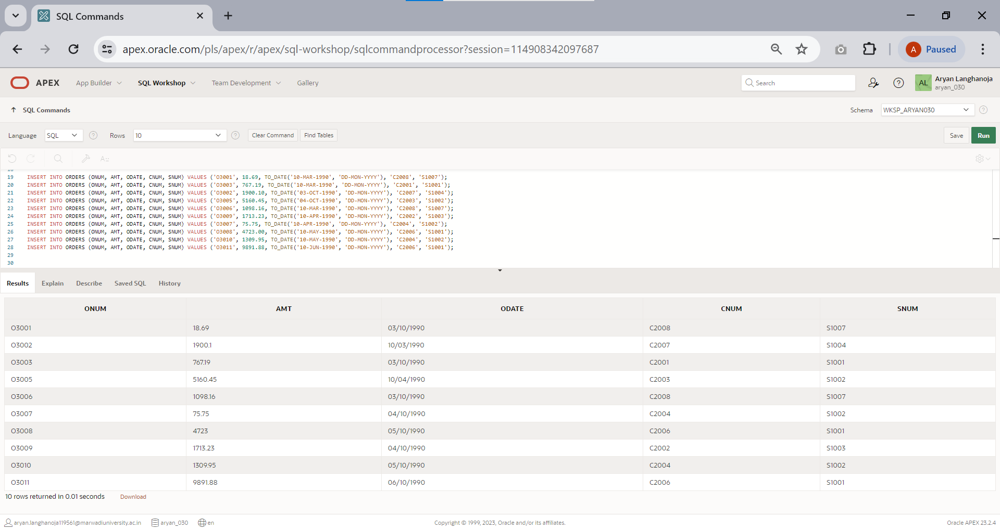 SQL Commands
apex.oracle.com/pls/apex/r/apex/sql-workshop/sqlcommandprocessor?session=114908342097687
A Paused
APEX App Builder SQL Workshop Team Development Gallery Search ? AL Aryan Langhanoja
aryan_030
SQL Commands Schema WKSP_ARYAN030 ?
Language SQL ? Rows 10 ? Clear Command Find Tables Save Run
18
19 INSERT INTO ORDERS (ONUM, AMT, ODATE, CNUM, SNUM) VALUES ('O3001', 18.69, TO_DATE('10-MAR-1990', 'DD-MON-YYYY'), 'C2008', 'S1007');
20 INSERT INTO ORDERS (ONUM, AMT, ODATE, CNUM, SNUM) VALUES ('O3003', 767.19, TO_DATE('10-MAR-1990', 'DD-MON-YYYY'), 'C2001', 'S1001');
21 INSERT INTO ORDERS (ONUM, AMT, ODATE, CNUM, SNUM) VALUES ('O3002', 1900.10, TO_DATE('03-OCT-1990', 'DD-MON-YYYY'), 'C2007', 'S1004');
22 INSERT INTO ORDERS (ONUM, AMT, ODATE, CNUM, SNUM) VALUES ('O3005', 5160.45, TO_DATE('04-OCT-1990', 'DD-MON-YYYY'), 'C2003', 'S1002');
23 INSERT INTO ORDERS (ONUM, AMT, ODATE, CNUM, SNUM) VALUES ('O3006', 1098.16, TO_DATE('10-MAR-1990', 'DD-MON-YYYY'), 'C2008', 'S1007');
24 INSERT INTO ORDERS (ONUM, AMT, ODATE, CNUM, SNUM) VALUES ('O3009', 1713.23, TO_DATE('10-APR-1990', 'DD-MON-YYYY'), 'C2002', 'S1003');
25 INSERT INTO ORDERS (ONUM, AMT, ODATE, CNUM, SNUM) VALUES ('O3007', 75.75, TO_DATE('10-APR-1990', 'DD-MON-YYYY'), 'C2004', 'S1002');
26 INSERT INTO ORDERS (ONUM, AMT, ODATE, CNUM, SNUM) VALUES ('O3008', 4723.00, TO_DATE('10-MAY-1990', 'DD-MON-YYYY'), 'C2006', 'S1001');
27 INSERT INTO ORDERS (ONUM, AMT, ODATE, CNUM, SNUM) VALUES ('O3010', 1309.95, TO_DATE('10-MAY-1990', 'DD-MON-YYYY'), 'C2004', 'S1002');
28 INSERT INTO ORDERS (ONUM, AMT, ODATE, CNUM, SNUM) VALUES ('O3011', 9891.88, TO_DATE('10-JUN-1990', 'DD-MON-YYYY'), 'C2006', 'S1001');
29
30
Results Explain Describe Saved SQL History
ONUM AMT ODATE CNUM SNUM
O3001 18.69 03/10/1990 C2008 S1007
O3002 1900.1 10/03/1990 C2007 S1004
O3003 767.19 03/10/1990 C2001 S1001
O3005 5160.45 10/04/1990 C2003 S1002
O3006 1098.16 03/10/1990 C2008 S1007
O3007 75.75 04/10/1990 C2004 S1002
O3008 4723 05/10/1990 C2006 S1001
O3009 1713.23 04/10/1990 C2002 S1003
O3010 1309.95 05/10/1990 C2004 S1002
O3011 9891.88 06/10/1990 C2006 S1001
10 rows returned in 0.01 seconds Download
aryan.langhanoja119561@marwadiuniversity.ac.in aryan_030 en Copyright © 1999, 2023, Oracle and/or its affiliates. Oracle APEX 23.2.4